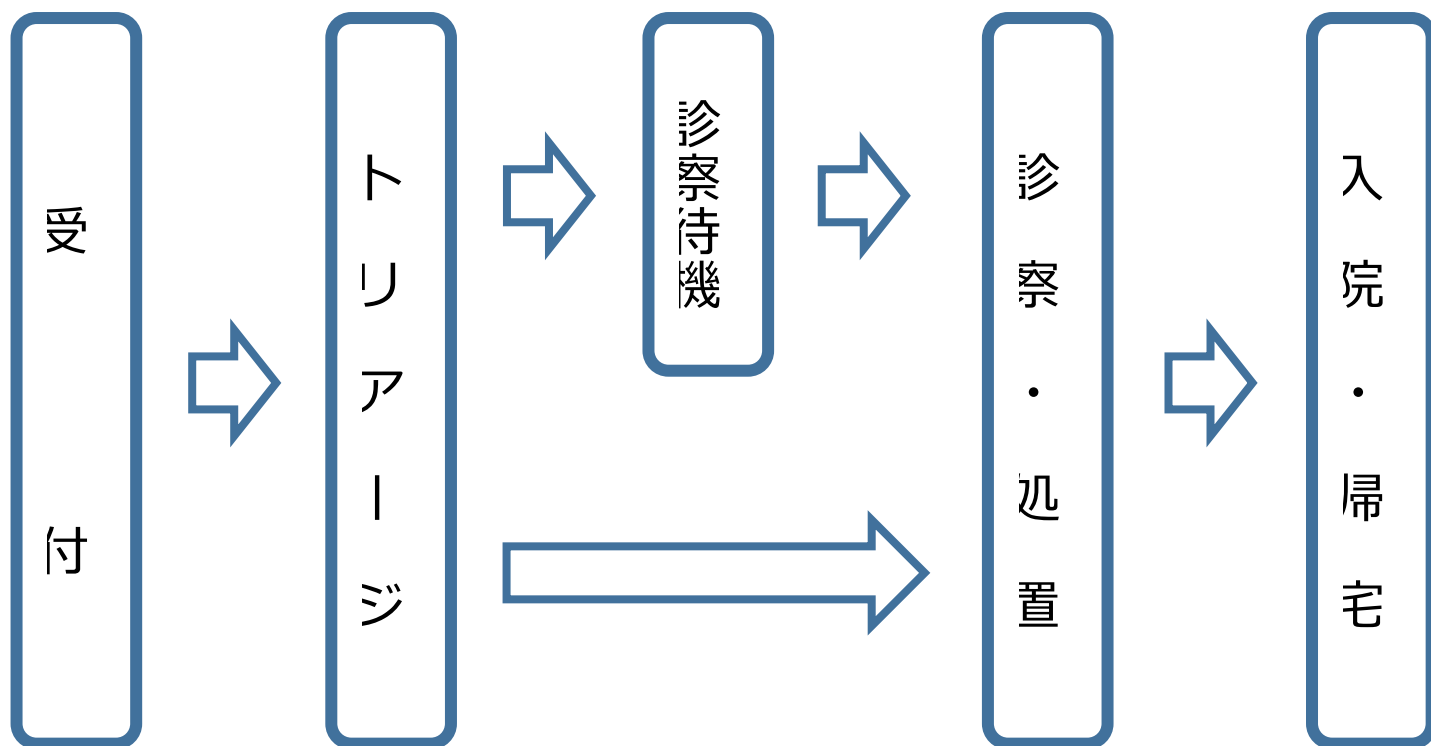 受付
トリアージ
診察待機
診察・処置
入院・帰宅